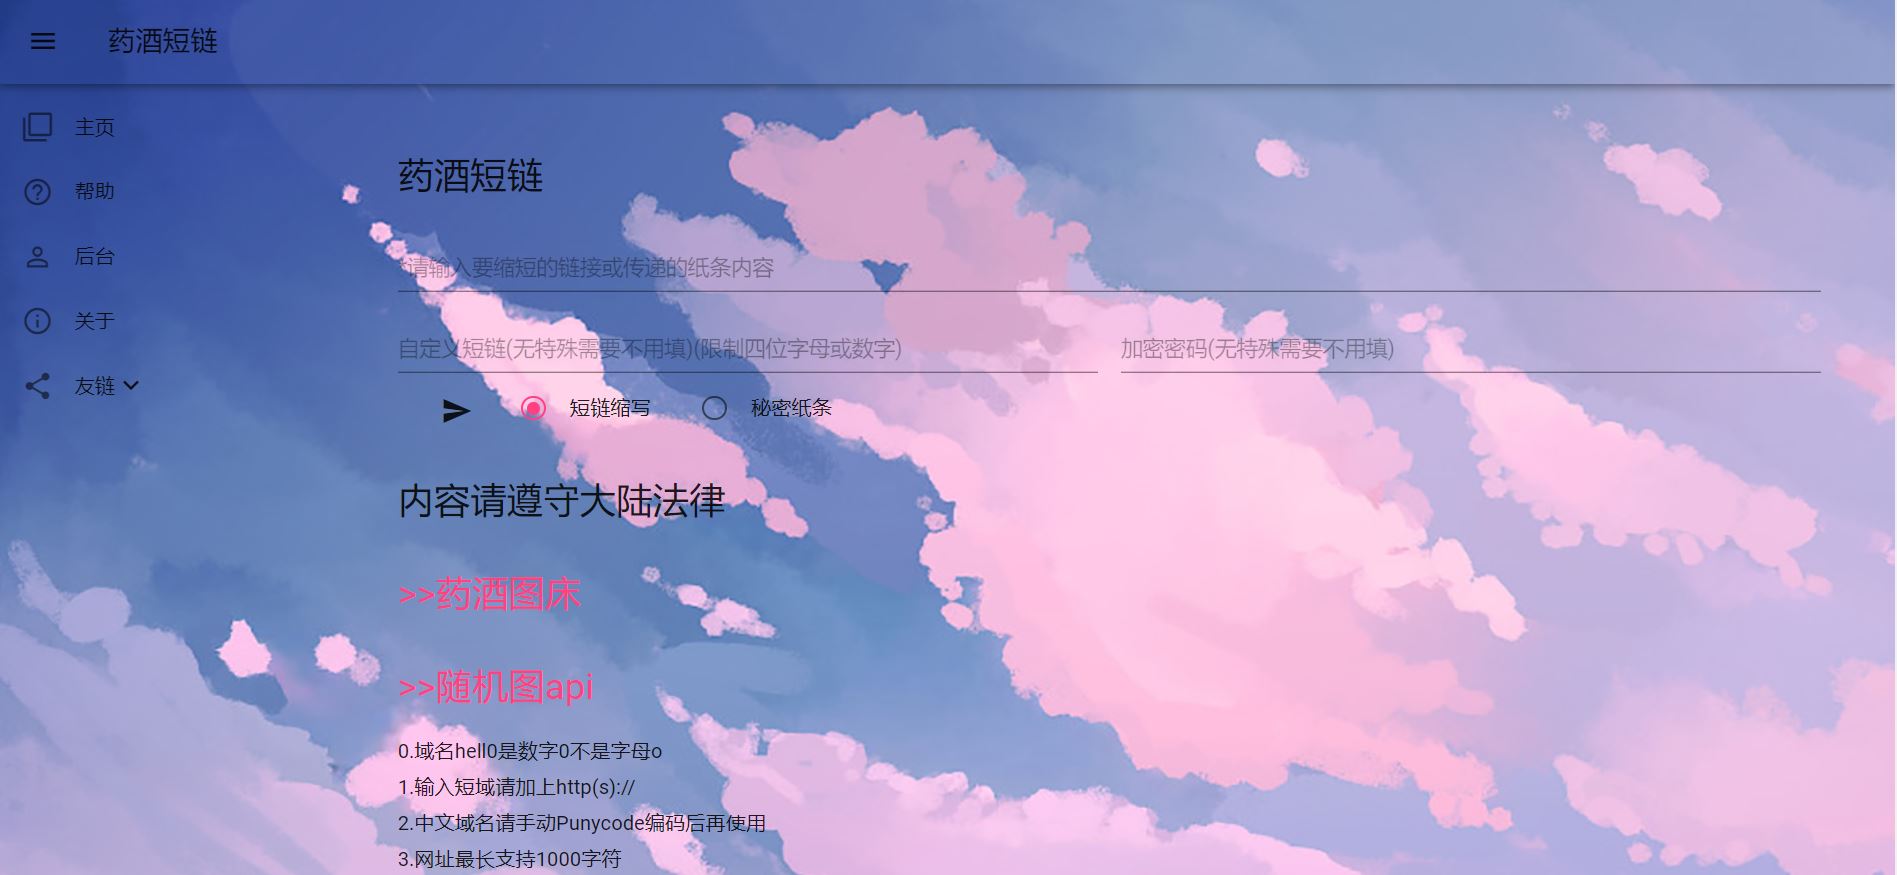 药酒短链
主页
帮助
后台
关于
友链
药酒短链
*请输入要缩短的链接或传递的纸条内容
自定义短链(无特殊需要不用填)(限制四位字母或数字)
加密密码(无特殊需要不用填)
短链缩写
秘密纸条
内容请遵守大陆法律
>>药酒图床
>>随机图api
0.域名hell0是数字0不是字母o
1.输入短域请加上http(s)://
2.中文域名请手动Punycode编码后再使用
3.网址最长支持1000字符